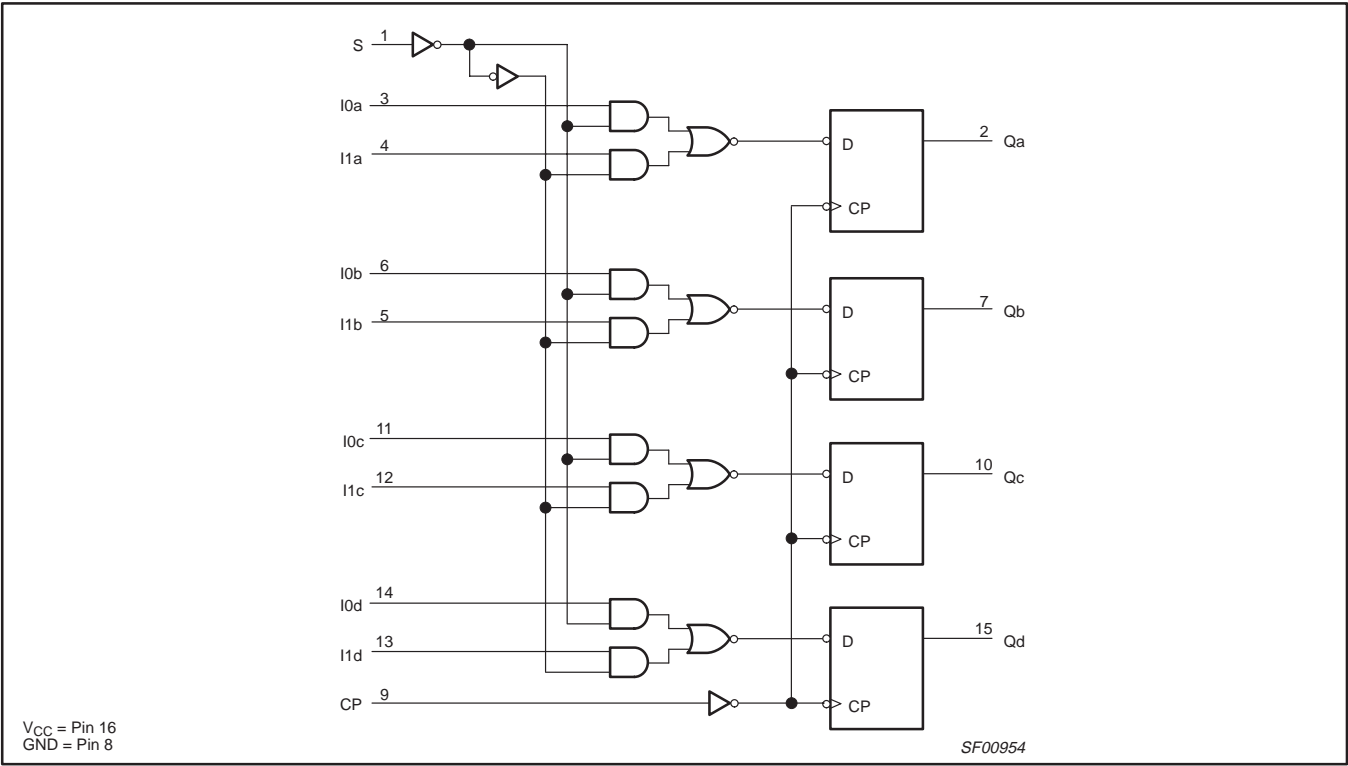 S 1
I0a 3
I1a 4
D
2 Qa
CP
I0b 6
I1b 5
D
7 Qb
CP
I0c 11
I1c 12
D
10 Qc
CP
I0d 14
I1d 13
D
15 Qd
CP 9
CP
VCC = Pin 16
GND = Pin 8
SF00954